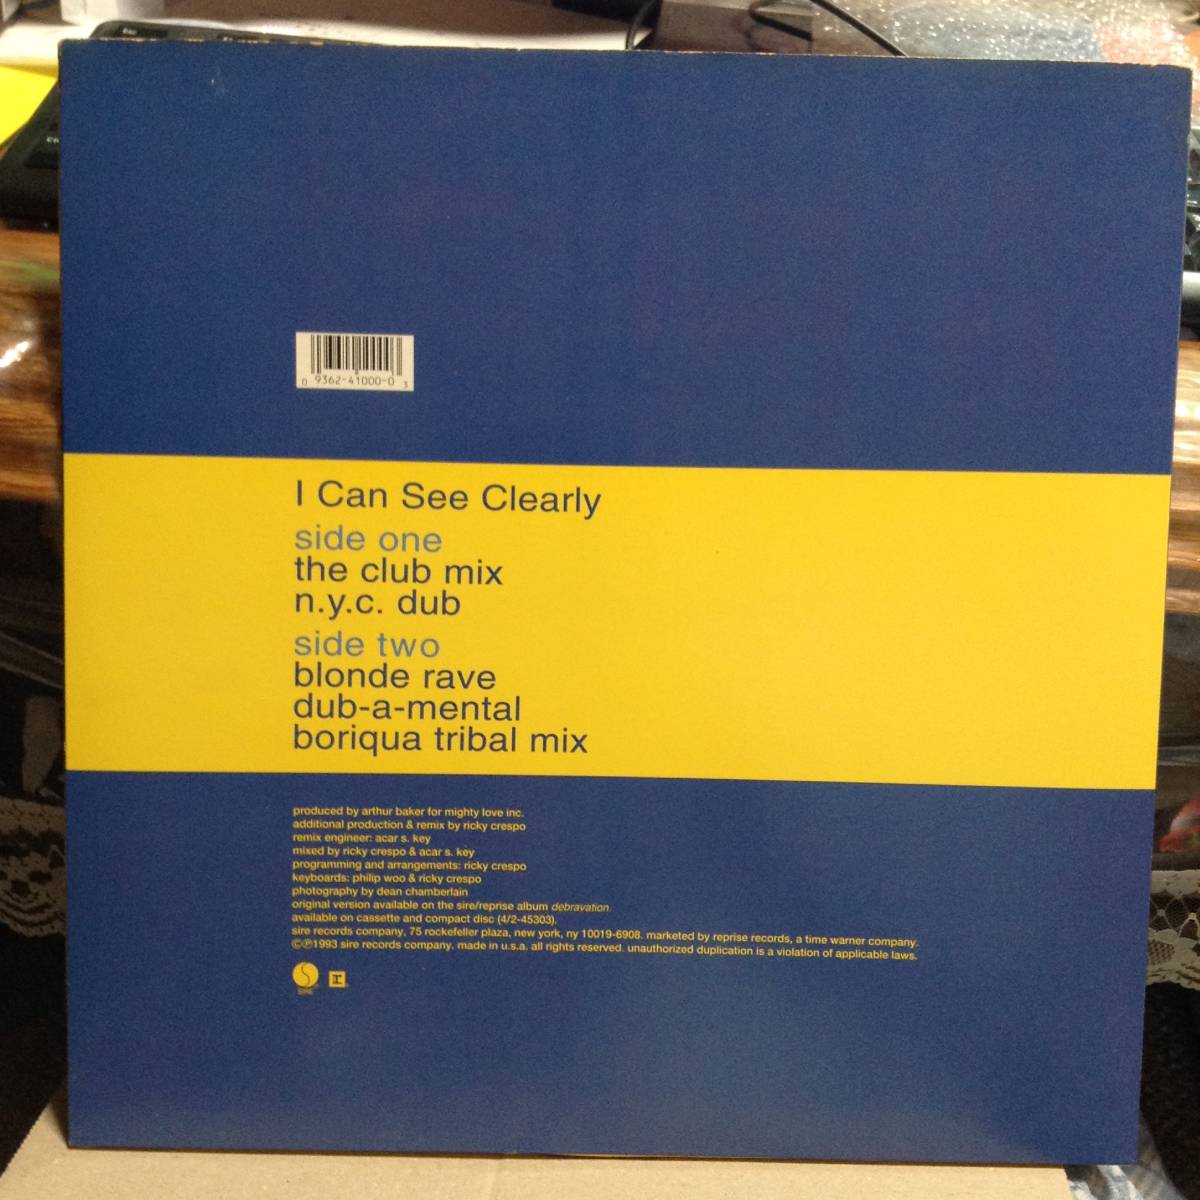 0 9362-41000-0 3
I Can See Clearly
side one
the club mix
n.y.c. dub
side two
blonde rave
dub-a-mental
boriqua tribal mix
produced by arthur baker for mighty love inc.
additional production & remix by ricky crespo
remix engineer: acar s. key
mixed by ricky crespo & acar s. key
programming and arrangements: ricky crespo
keyboards: philip woo & ricky crespo
photography by dean chamberlain
original version available on the sire/reprise album debravation
available on cassette and compact disc (4/2-45303).
sire records company, 75 rockefeller plaza, new york, ny 10019-6908. marketed by reprise records, a time warner company.
©℗1993 sire records company. made in u.s.a. all rights reserved. unauthorized duplication is a violation of applicable laws.